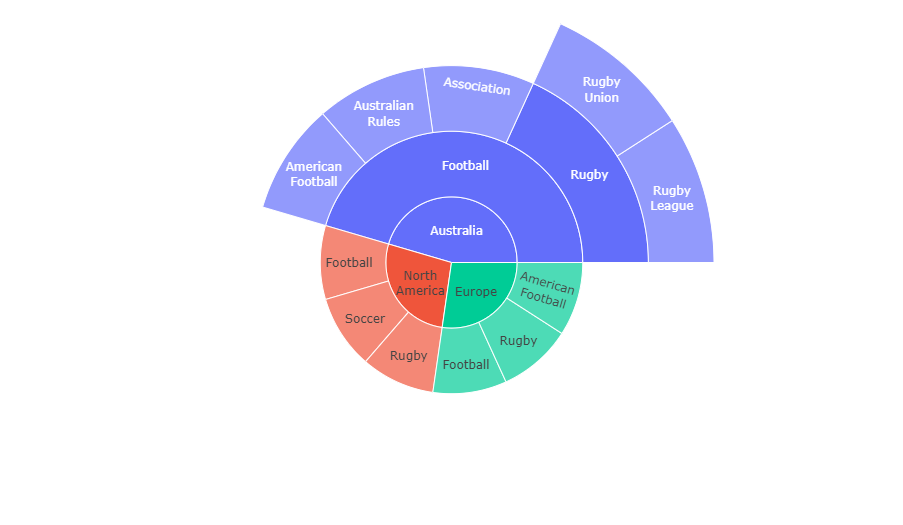 Rugby
Union
Association
Australian
Rules
American
Football
Football
Rugby
Rugby
League
Australia
Football
North
America
Europe
American
Football
Soccer
Rugby
Football
Rugby